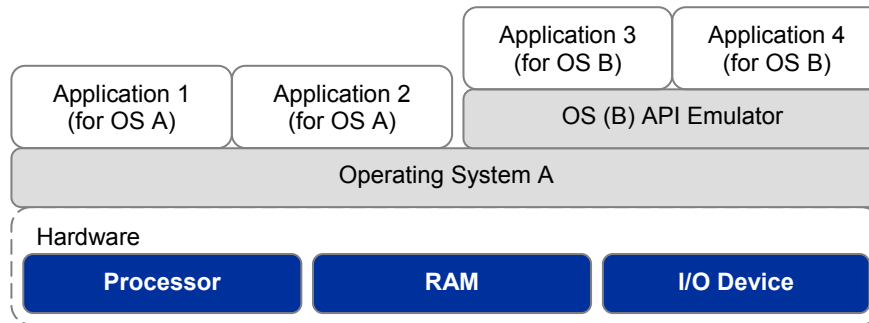 Application 3
(for OS B)
Application 4
(for OS B)
Application 1
(for OS A)
Application 2
(for OS A)
OS (B) API Emulator
Operating System A
Hardware
Processor
RAM
I/O Device